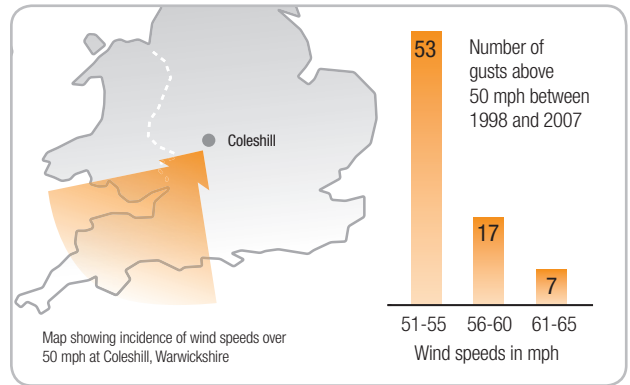 Coleshill
Map showing incidence of wind speeds over
50 mph at Coleshill, Warwickshire
53
Number of
gusts above
50 mph between
1998 and 2007
17
7
51-55 56-60 61-65
Wind speeds in mph